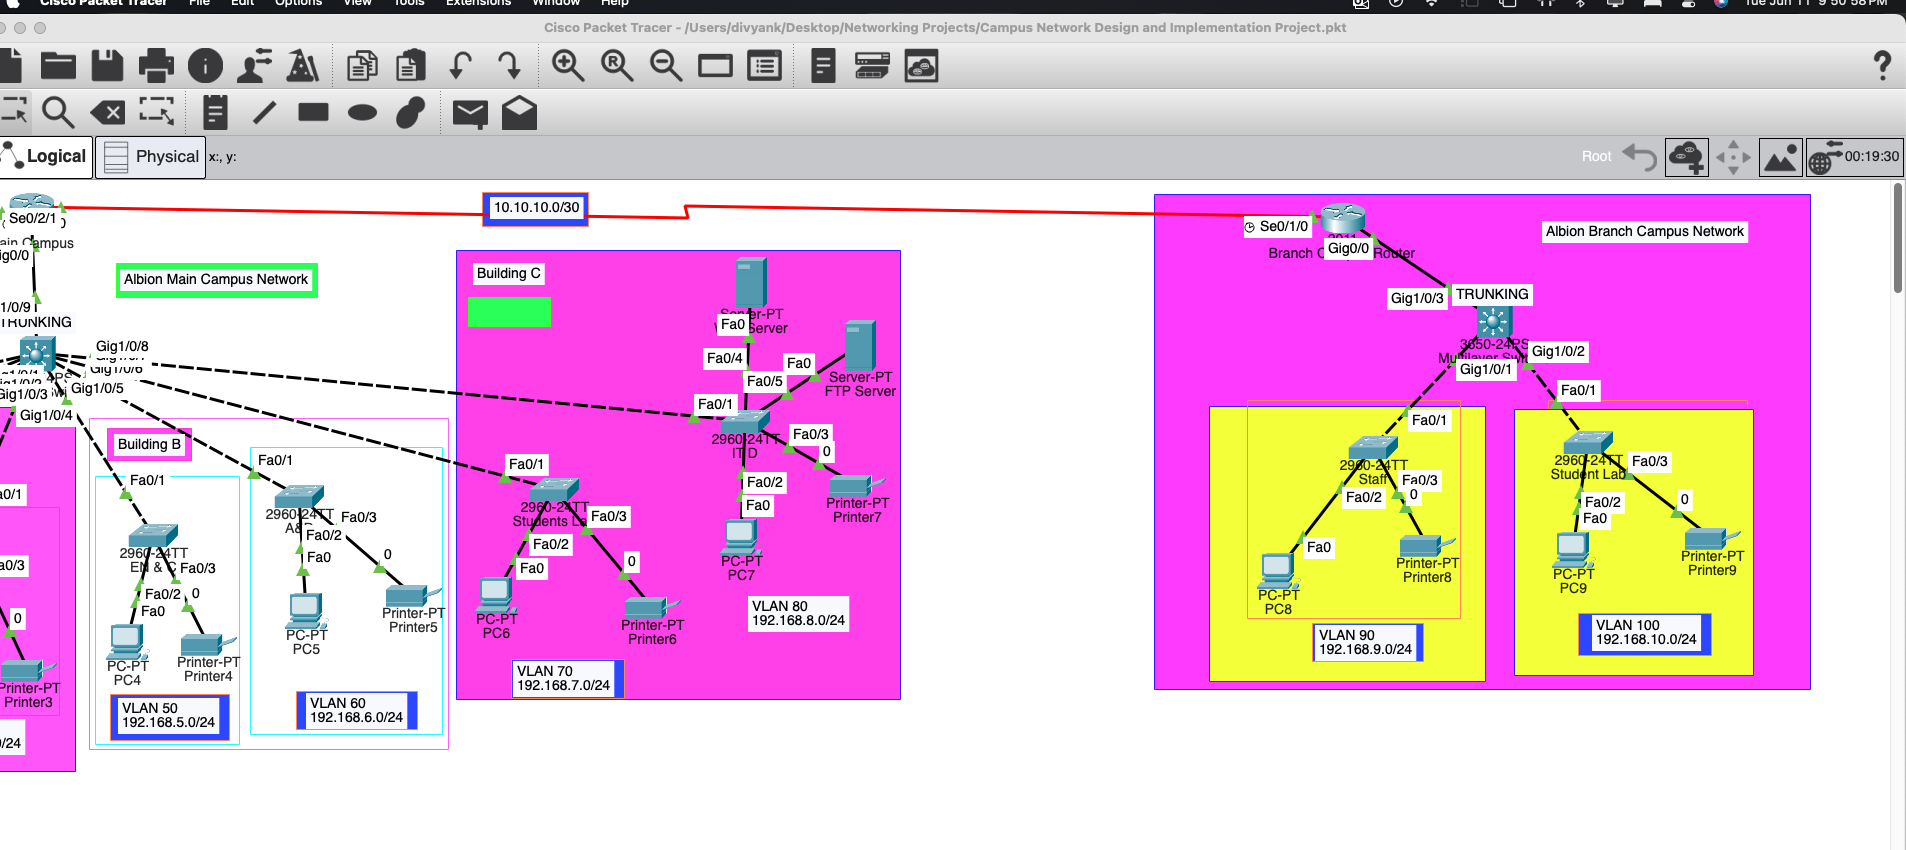 Cisco Packet Tracer File Edit Options View Tools Extensions Window Help Tue Jun 11 9:50:58 PM
Cisco Packet Tracer - /Users/divyank/Desktop/Networking Projects/Campus Network Design and Implementation Project.pkt
Logical
Physical
x:, y:
Root
00:19:30
Se0/2/1
Campus
1/0/9
TRUNKING
Gig1/0/8
Gig1/0/6
Gig1/0/5
Gig1/0/3
Gig1/0/4
Albion Main Campus Network
10.10.10.0/30
Building B
Fa0/1
2960-24TT
EN & C
Fa0/3
Fa0/2
0
Fa0
PC-PT
PC4
Printer-PT
Printer4
VLAN 50
192.168.5.0/24
Fa0/1
2960-24TT
Fa0/3
Fa0/2
Fa0
0
PC-PT
PC5
Printer-PT
Printer5
VLAN 60
192.168.6.0/24
0
Printer-PT
Printer3
/24
Building C
Server-PT
Server
Fa0
Fa0/4
Fa0
Fa0/5
Server-PT
FTP Server
Fa0/1
2960-24TT
IT D
Fa0/3
0
Fa0/2
Fa0
Printer-PT
Printer7
PC-PT
PC7
VLAN 80
192.168.8.0/24
Fa0/1
2960-24TT
Students La
Fa0/3
Fa0/2
Fa0
0
PC-PT
PC6
Printer-PT
Printer6
VLAN 70
192.168.7.0/24
Albion Branch Campus Network
Se0/1/0
Gig0/0
Branch C Router
Gig1/0/3
TRUNKING
3650-24PS
Gig1/0/2
Gig1/0/1
Fa0/1
Fa0/1
2960-24TT
Staff
Fa0/3
Fa0/2
0
Fa0
PC-PT
PC8
Printer-PT
Printer8
VLAN 90
192.168.9.0/24
2960-24TT
Student Lab
Fa0/3
Fa0/2
Fa0
0
PC-PT
PC9
Printer-PT
Printer9
VLAN 100
192.168.10.0/24